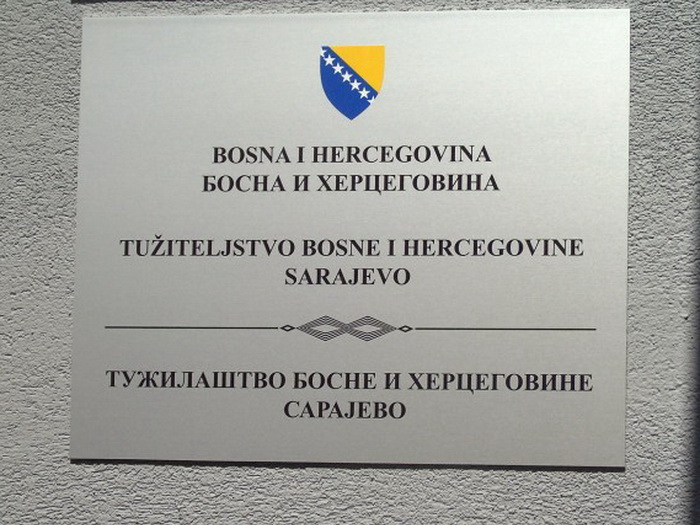 BOSNA I HERCEGOVINA
БОСНА И ХЕРЦЕГОВИНА
TUŽITELJSTVO BOSNE I HERCEGOVINE
SARAJEVO
ТУЖИЛАШТВО БОСНЕ И ХЕРЦЕГОВИНЕ
САРАЈЕВО